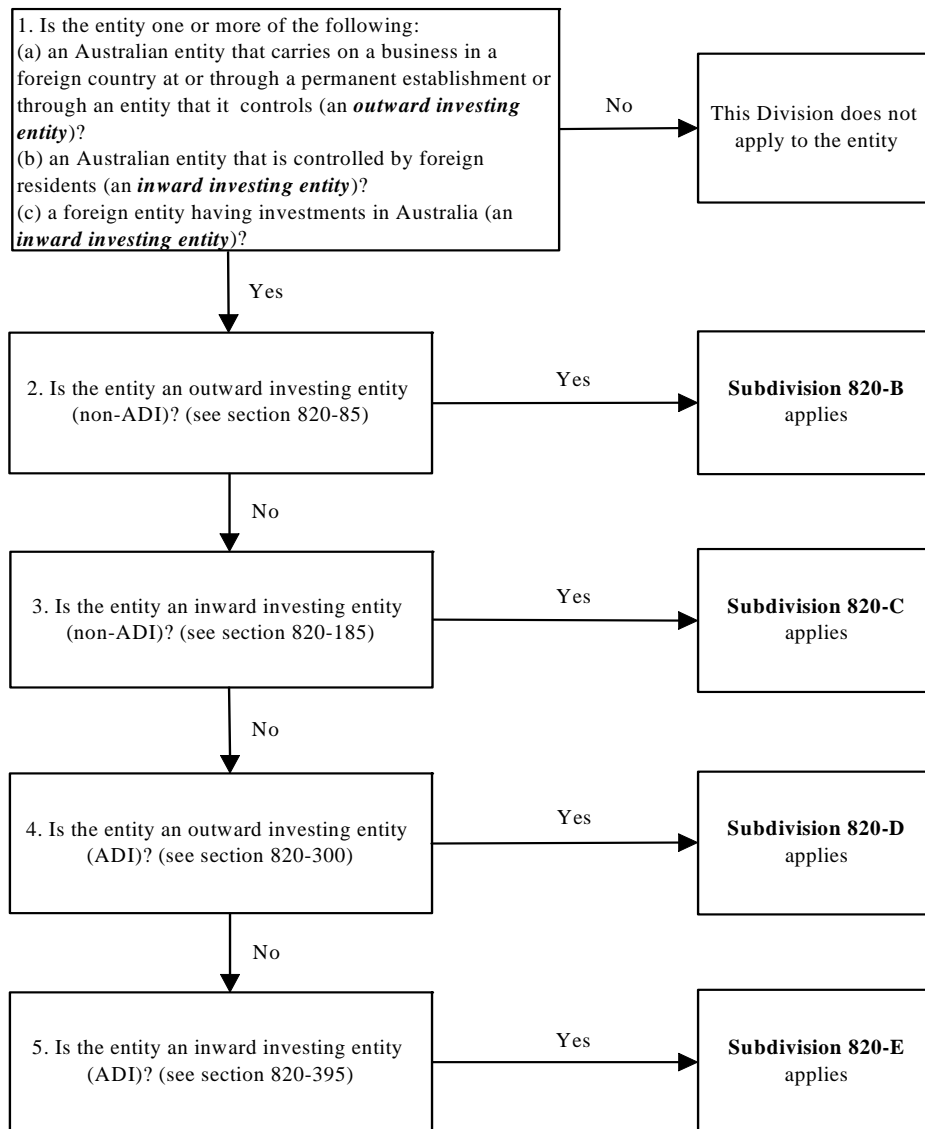 1. Is the entity one or more of the following:
(a) an Australian entity that carries on a business in a
foreign country at or through a permanent establishment or
through an entity that it controls (an outward investing
entity)?
(b) an Australian entity that is controlled by foreign
residents (an inward investing entity)?
(c) a foreign entity having investments in Australia (an
inward investing entity)?
No
This Division does not
apply to the entity
Yes
2. Is the entity an outward investing entity
(non-ADI)? (see section 820-85)
Yes
Subdivision 820-B
applies
No
3. Is the entity an inward investing entity
(non-ADI)? (see section 820-185)
Yes
Subdivision 820-C
applies
No
4. Is the entity an outward investing entity
(ADI)? (see section 820-300)
Yes
Subdivision 820-D
applies
No
5. Is the entity an inward investing entity
(ADI)? (see section 820-395)
Yes
Subdivision 820-E
applies